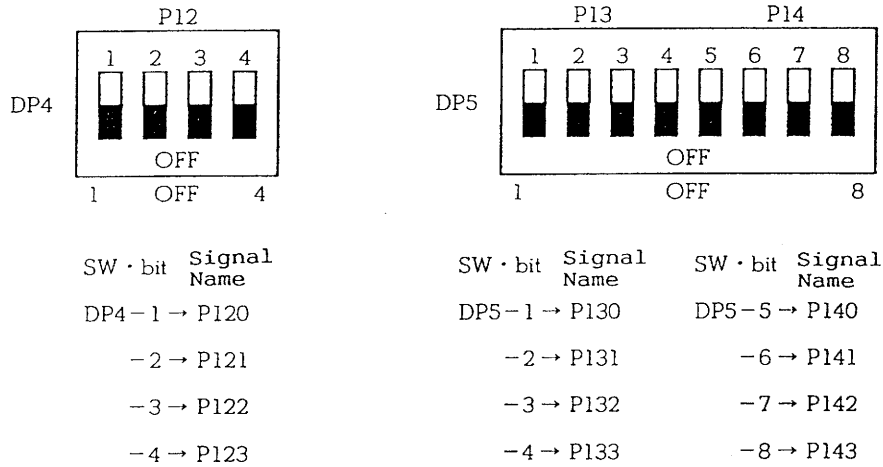 P12
1 2 3 4
DP4
OFF
1 OFF 4
SW・bit Signal Name
DP4-1 → P120
-2 → P121
-3 → P122
-4 → P123
P13 P14
1 2 3 4 5 6 7 8
DP5
OFF
1 OFF 8
SW・bit Signal Name
DP5-1 → P130
-2 → P131
-3 → P132
-4 → P133
SW・bit Signal Name
DP5-5 → P140
-6 → P141
-7 → P142
-8 → P143